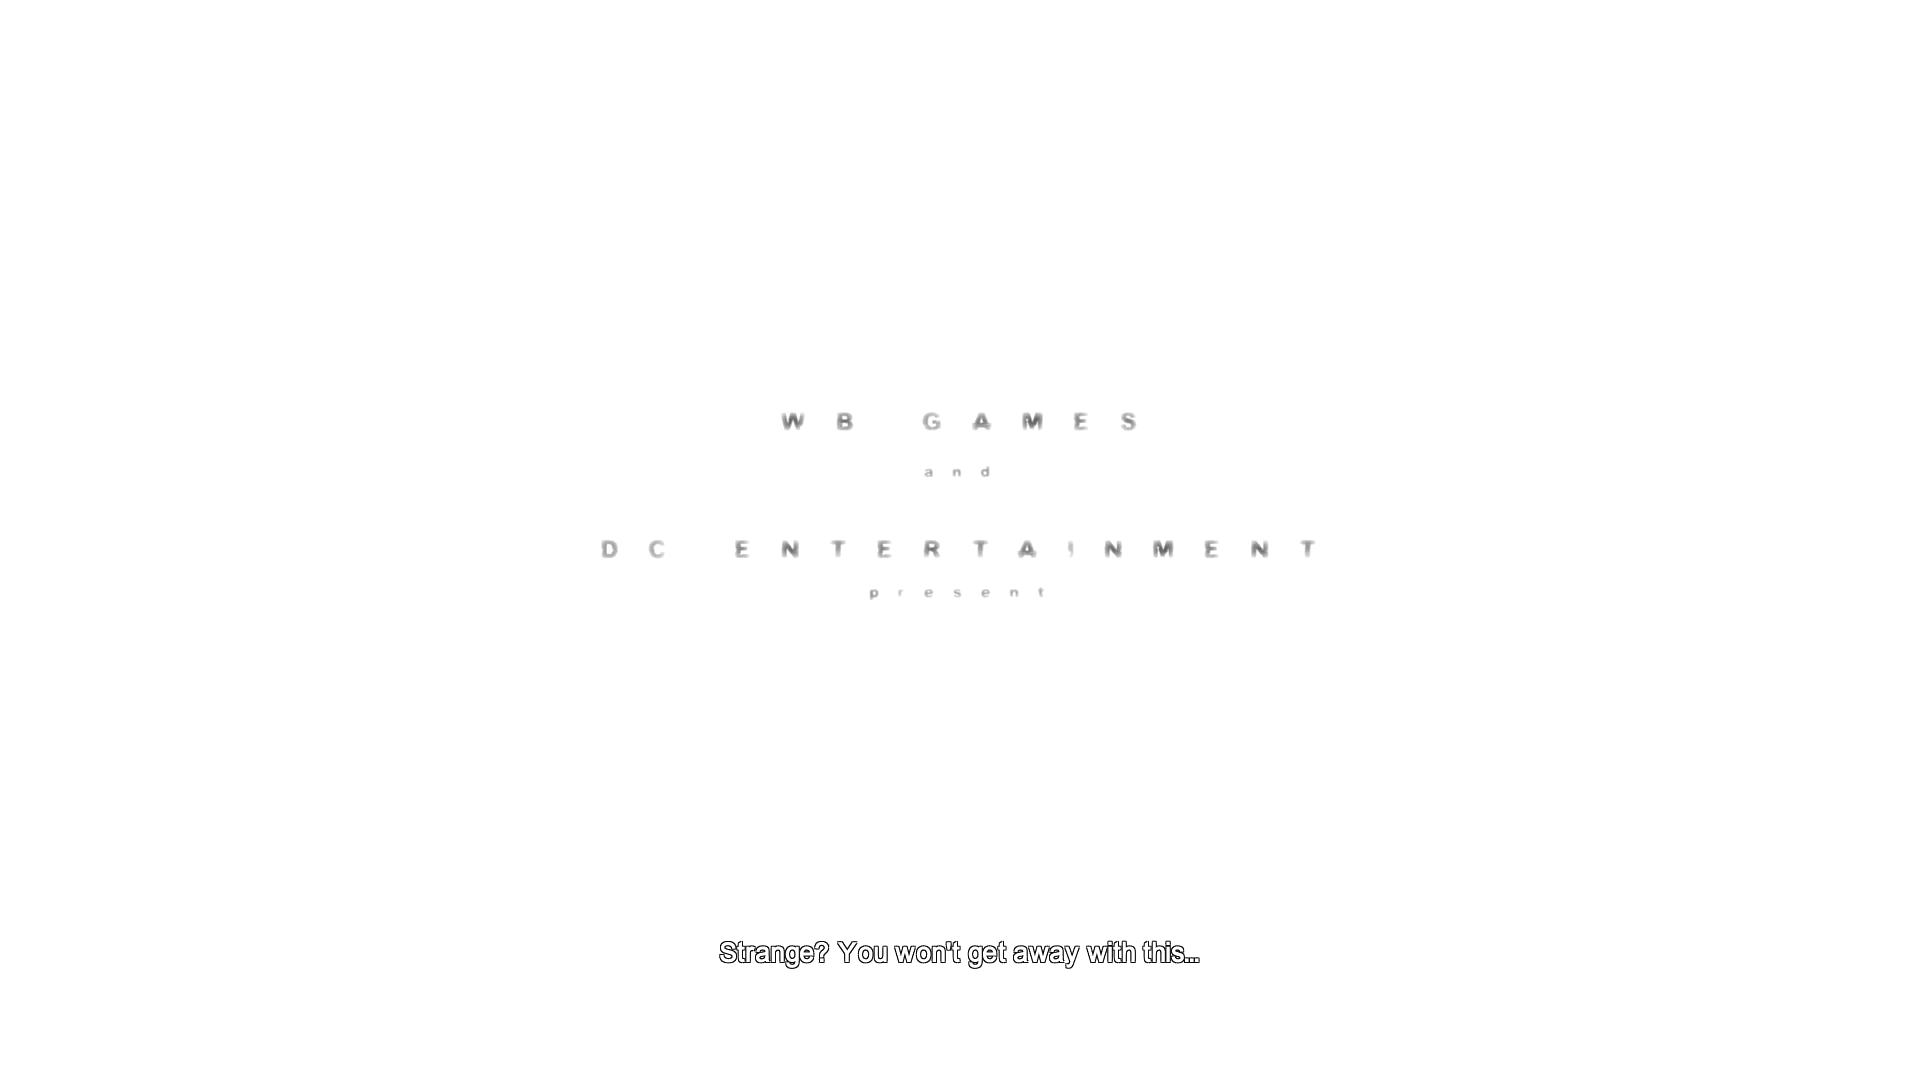 WB GAMES
and
DC ENTERTAINMENT
present
Strange? You won't get away with this...